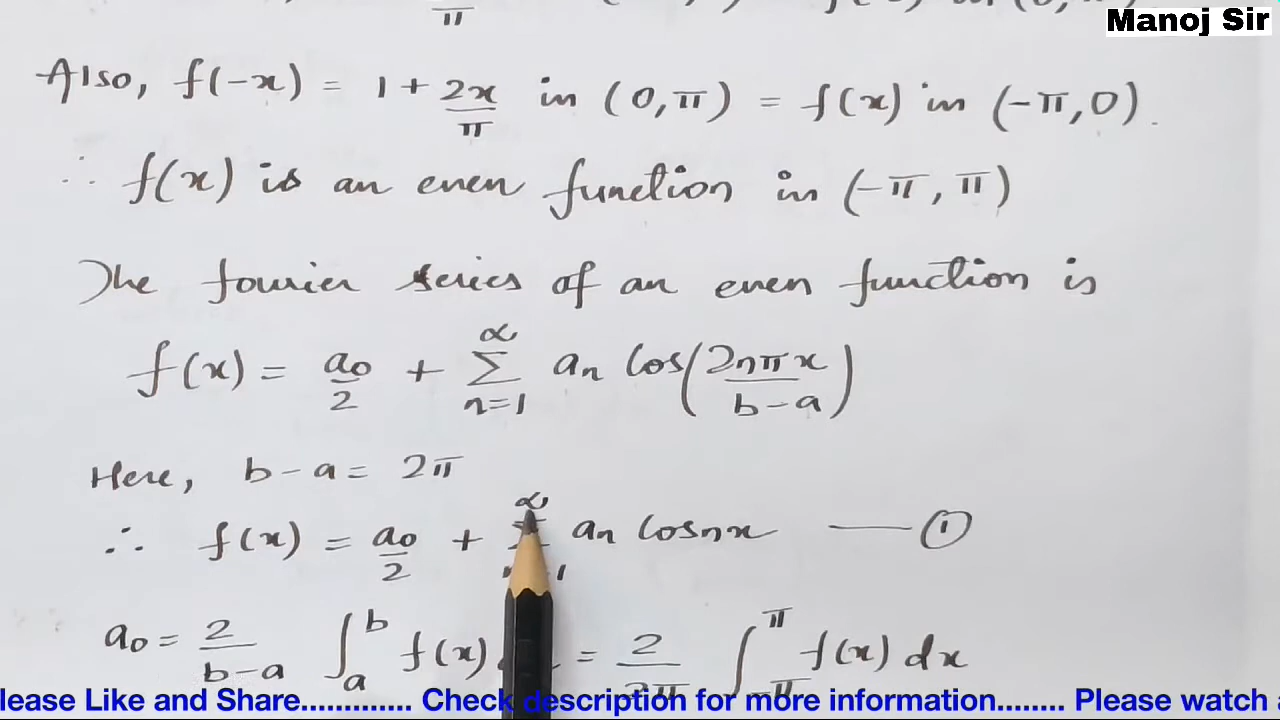 Manoj Sir
π
Also, f(-x) = 1 + 2x/π in (0, π) = f(x) in (-π, 0).
∴ f(x) is an even function in (-π, π)
The fourier series of an even function is
f(x) = a₀/2 + ∑ₙ₌₁^∞ aₙ cos(2nπx/b-a)
Here, b-a = 2π
∴ f(x) = a₀/2 + ∑^∞ aₙ cosnx —— ①
a₀ = 2/b-a ∫ₐᵇ f(x) = 2/2π ∫₋π^π f(x) dx
lease Like and Share............. Check description for more information........ Please watch a